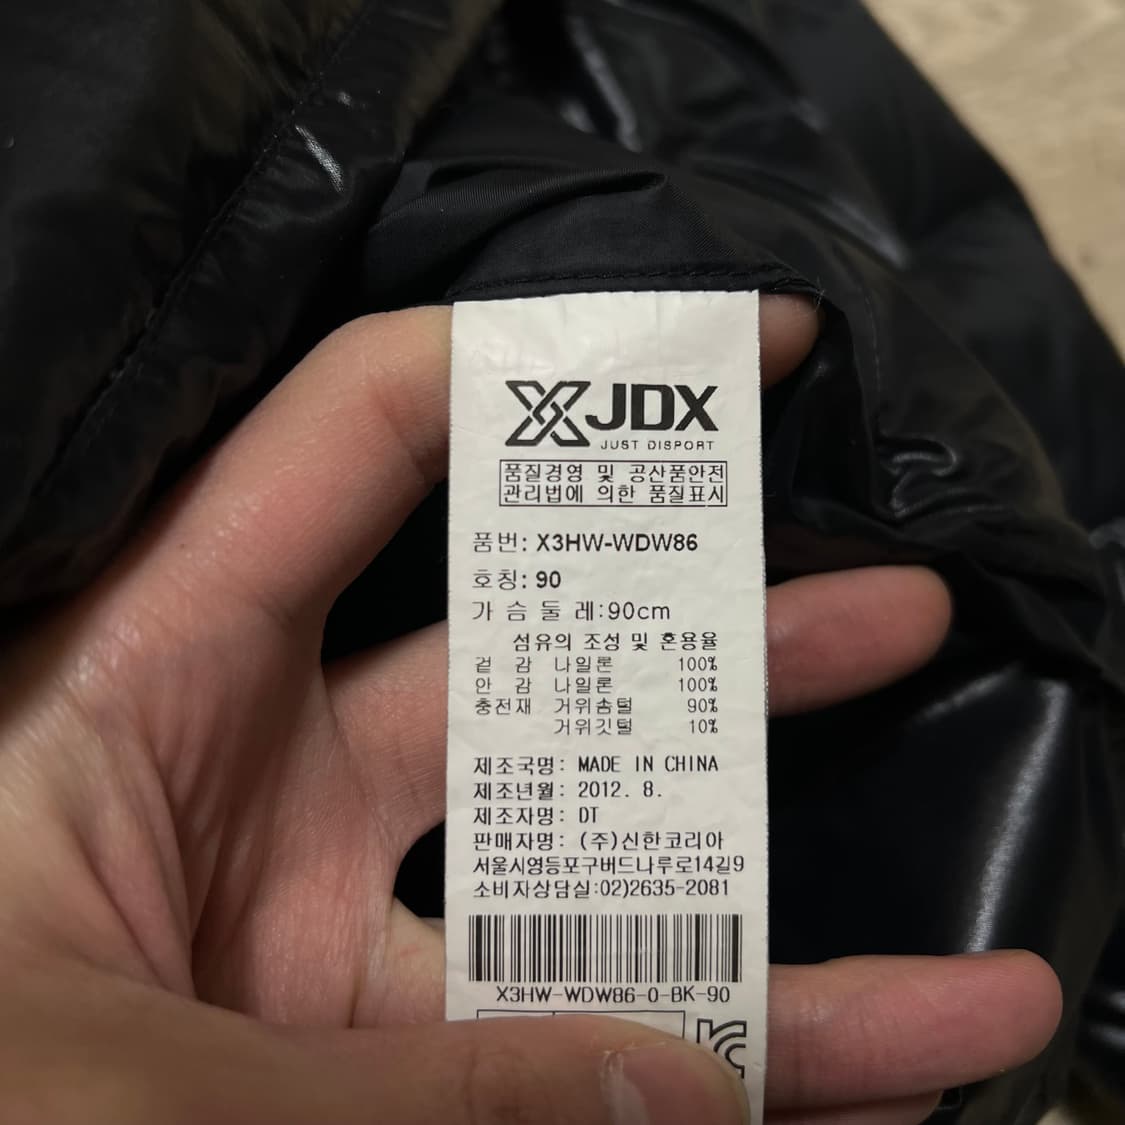 JDX
JUST DISPORT
품질경영 및 공산품안전
관리법에 의한 품질표시
품번: X3HW-WDW86
호칭: 90
가 슴 둘 레:90cm
섬유의 조성 및 혼용율
겉 감 나일론 100%
안 감 나일론 100%
충전재 거위솜털 90%
거위깃털 10%
제조국명: MADE IN CHINA
제조년월: 2012. 8.
제조자명: DT
판매자명: (주)신한코리아
서울시영등포구버드나루로14길9
소비자상담실:02)2635-2081
X3HW-WDW86-0-BK-90